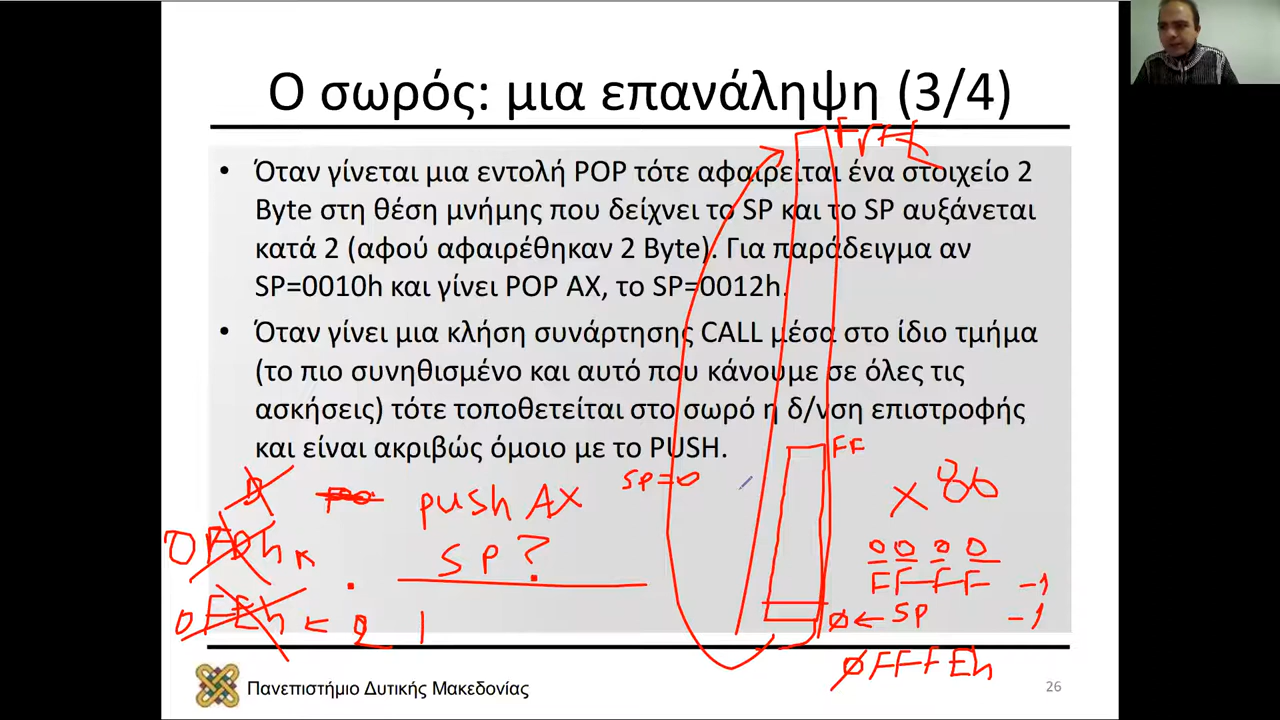 Ο σωρός: μια επανάληψη (3/4)
• Όταν γίνεται μια εντολή POP τότε αφαιρείται ένα στοιχείο 2
Byte στη θέση μνήμης που δείχνει το SP και το SP αυξάνεται
κατά 2 (αφού αφαιρέθηκαν 2 Byte). Για παράδειγμα αν
SP=0010h και γίνει POP AX, το SP=0012h.
• Όταν γίνει μια κλήση συνάρτησης CALL μέσα στο ίδιο τμήμα
(το πιο συνηθισμένο και αυτό που κάνουμε σε όλες τις
ασκήσεις) τότε τοποθετείται στο σωρό η δ/νση επιστροφής
και είναι ακριβώς όμοιο με το PUSH.
FF
SP=0
push AX
x86
SP?
0000
FFFF -1
0FEh ← 2 1
0 ← SP -1
0FFFEh
Πανεπιστήμιο Δυτικής Μακεδονίας
26